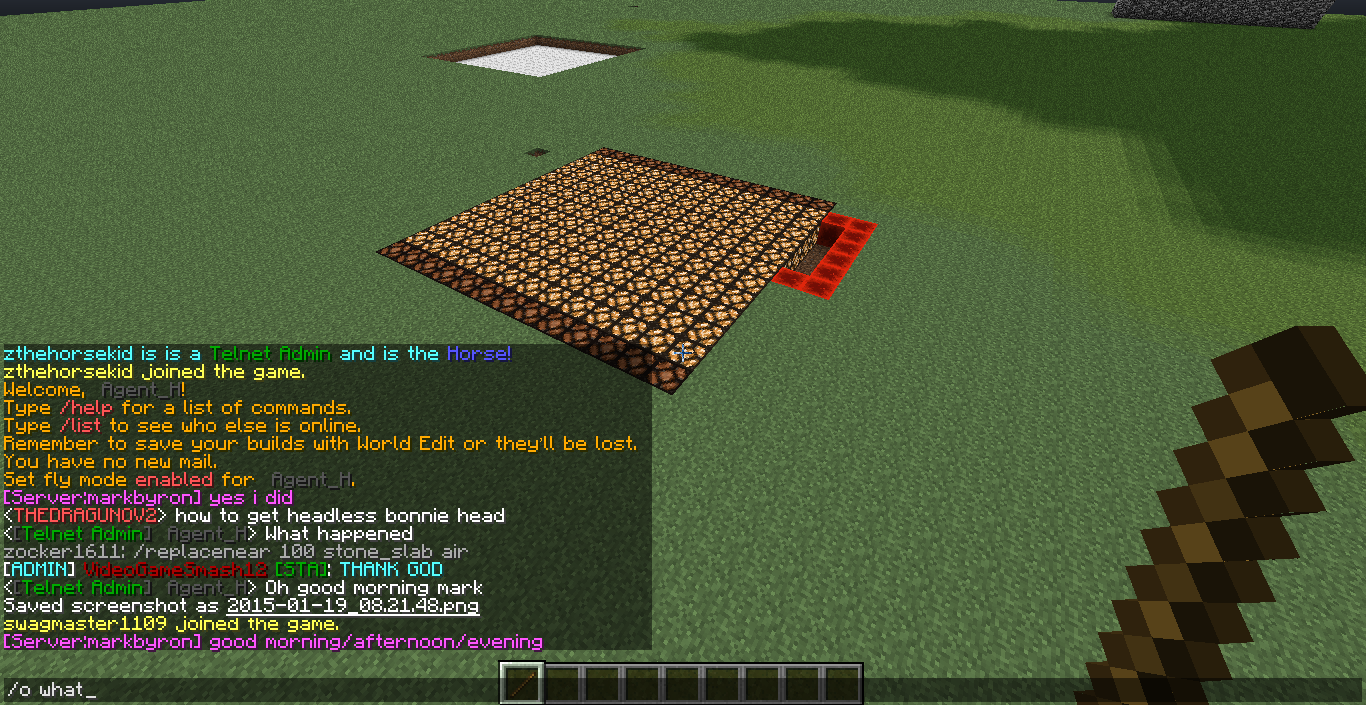 zthehorsekid is is a Telnet Admin and is the Horse!
zthehorsekid joined the game.
Welcome, Agent_H!
Type /help for a list of commands.
Type /list to see who else is online.
Remember to save your builds with World Edit or they'll be lost.
You have no new mail.
Set fly mode enabled for Agent_H.
[Server:markbyron] yes i did
<THEDRAGUNOV2> how to get headless bonnie head
<[Telnet Admin] Agent_H> What happened
zocker1611: /replacenear 100 stone_slab air
[ADMIN] VideoGameSmash12 [STA]: THANK GOD
<[Telnet Admin] Agent_H> Oh good morning mark
Saved screenshot as 2015-01-19_08.21.48.png
swagmaster1109 joined the game.
[Server:markbyron] good morning/afternoon/evening
/o what_